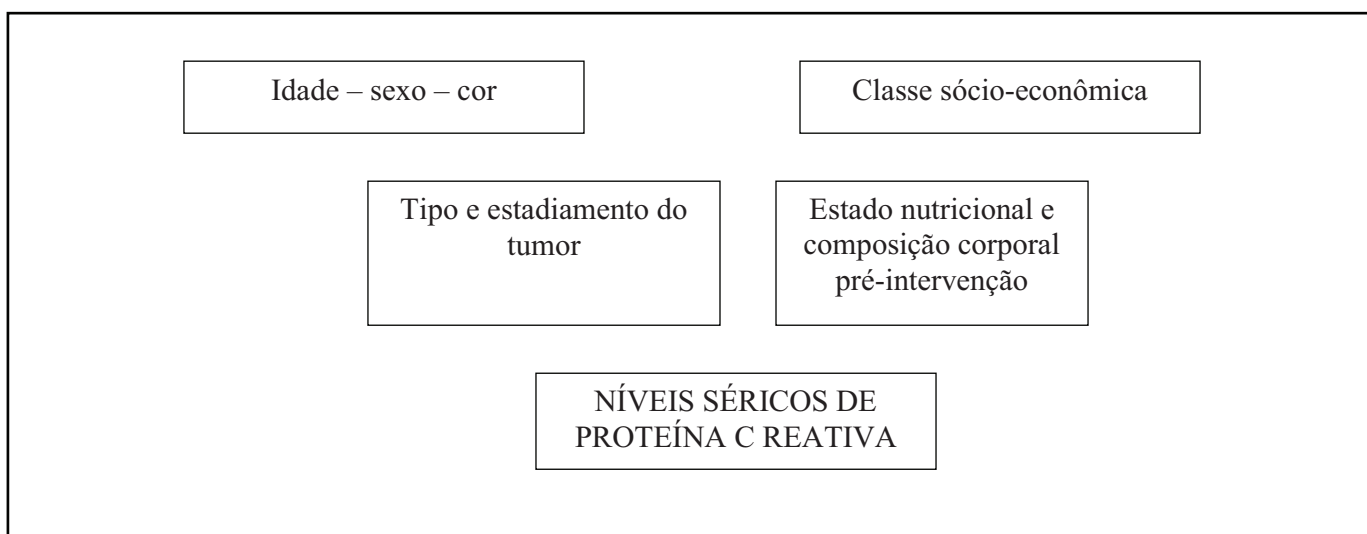 Idade – sexo – cor
Classe sócio-econômica
Tipo e estadiamento do
tumor
Estado nutricional e
composição corporal
pré-intervenção
NÍVEIS SÉRICOS DE
PROTEÍNA C REATIVA